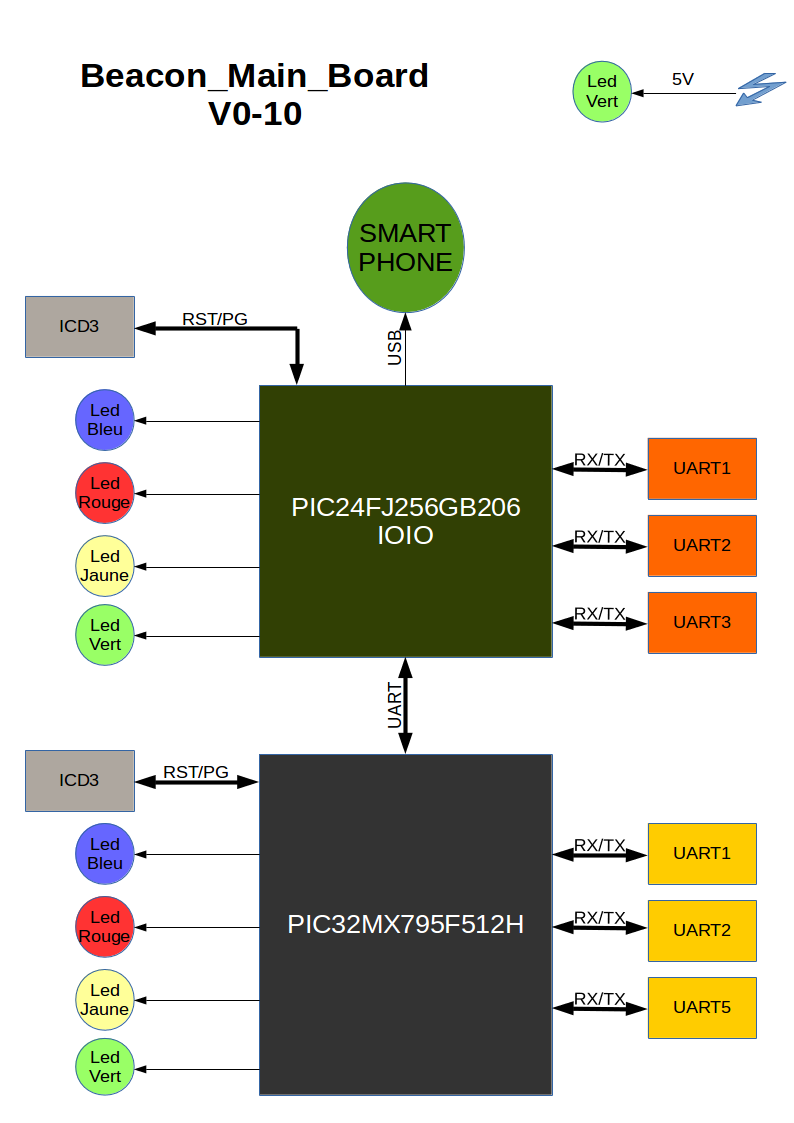 Beacon_Main_Board
V0-10
Led
Vert
5V
SMART
PHONE
ICD3
RST/PG
USB
Led
Bleu
Led
Rouge
Led
Jaune
Led
Vert
PIC24FJ256GB206
IOIO
RX/TX
UART1
RX/TX
UART2
RX/TX
UART3
UART
ICD3
RST/PG
Led
Bleu
Led
Rouge
Led
Jaune
Led
Vert
PIC32MX795F512H
RX/TX
UART1
RX/TX
UART2
RX/TX
UART5